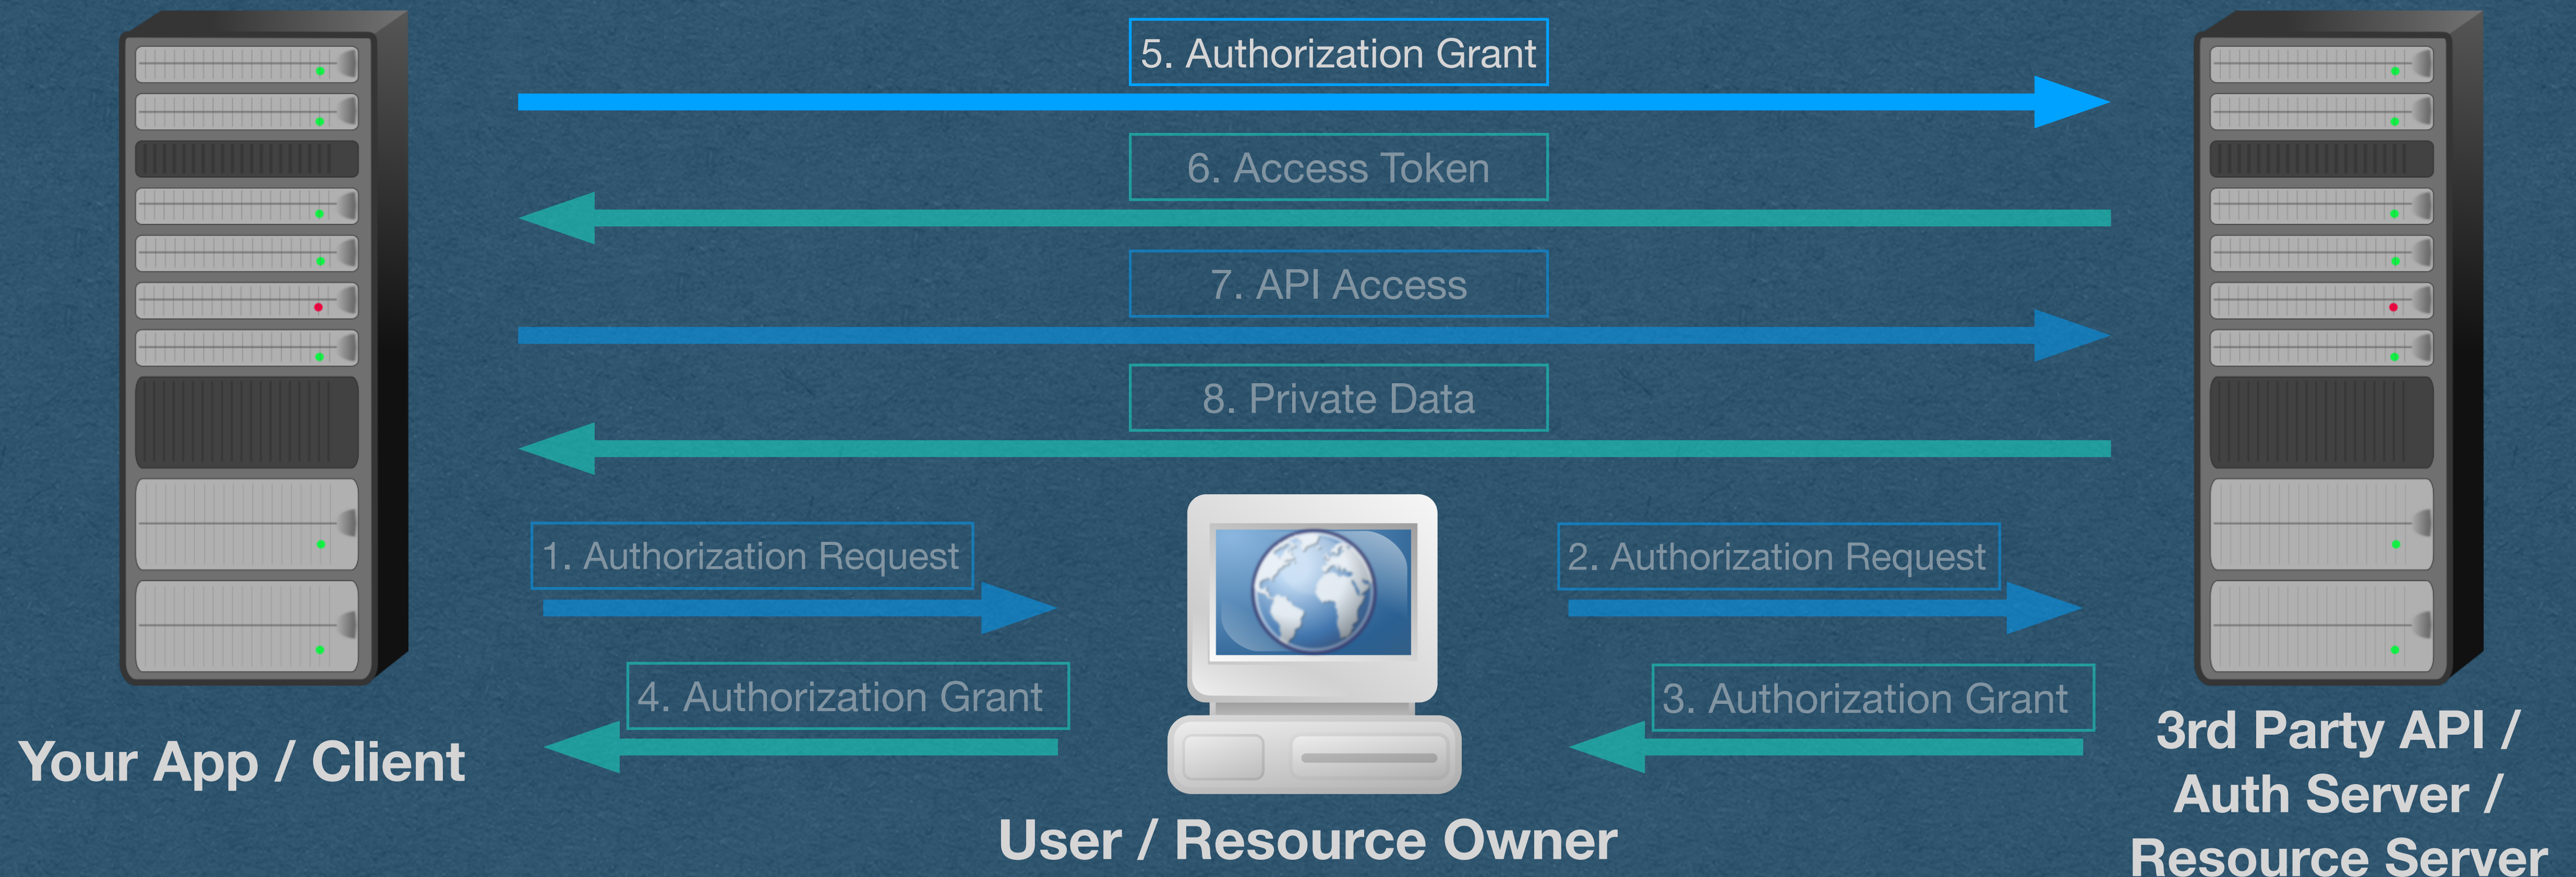 5. Authorization Grant
6. Access Token
7. API Access
8. Private Data
1. Authorization Request
2. Authorization Request
4. Authorization Grant
3. Authorization Grant
Your App / Client
User / Resource Owner
3rd Party API /
Auth Server /
Resource Server